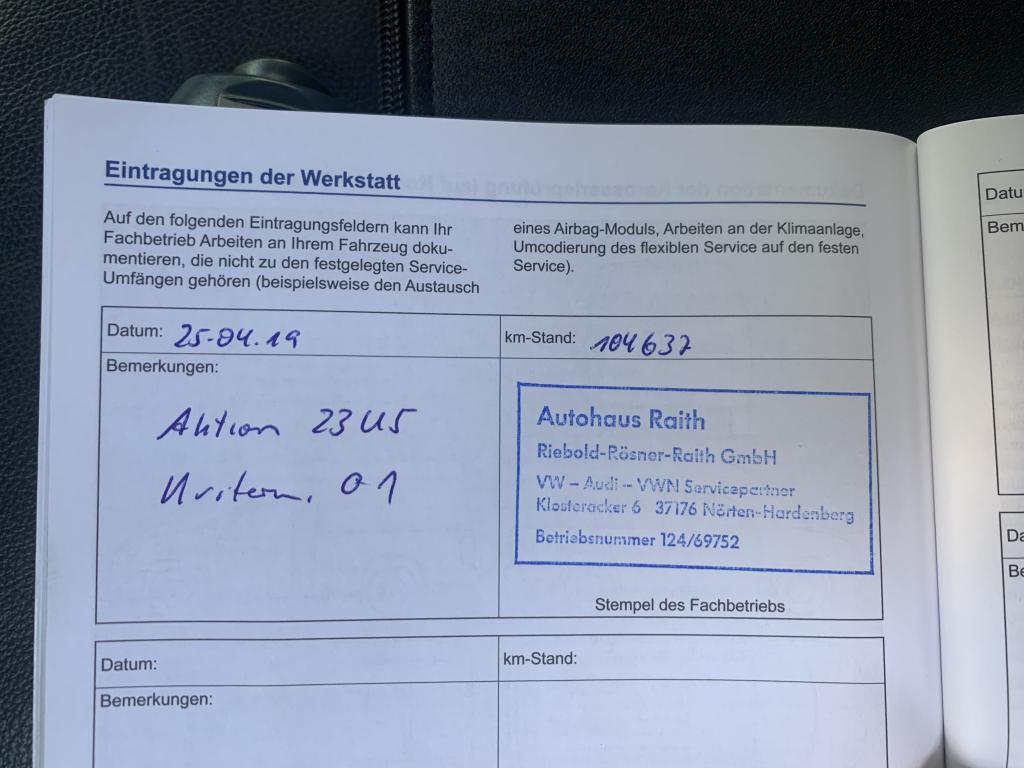 Eintragungen der Werkstatt
Auf den folgenden Eintragungsfeldern kann Ihr
Fachbetrieb Arbeiten an Ihrem Fahrzeug doku-
mentieren, die nicht zu den festgelegten Service-
Umfängen gehören (beispielsweise den Austausch
eines Airbag-Moduls, Arbeiten an der Klimaanlage,
Umcodierung des flexiblen Service auf den festen
Service).
Datum: 25.04.19
km-Stand: 104637
Bemerkungen:
Aktion 23U5
Kriterium. 01
Autohaus Raith
Riebold-Rösner-Raith GmbH
VW - Audi - VWN Servicepartner
Klosteracker 6 37176 Nörten-Hardenberg
Betriebsnummer 124/69752
Stempel des Fachbetriebs
Datum:
km-Stand:
Bemerkungen:
Datu
Bem
Da
Be